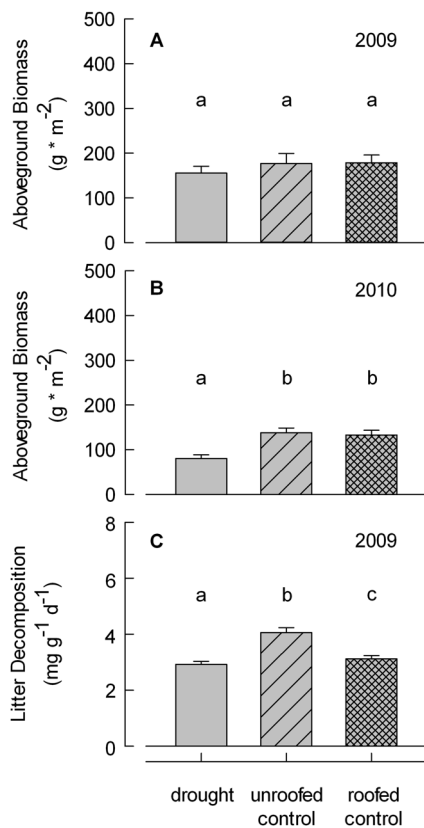 A 2009
Aboveground Biomass
(g * m-2)
500
400
300
200
100
0
a a a
B 2010
Aboveground Biomass
(g * m-2)
500
400
300
200
100
0
a b b
C 2009
Litter Decomposition
(mg g-1 d-1)
8
6
4
2
0
a b c
drought unroofed roofed
control control